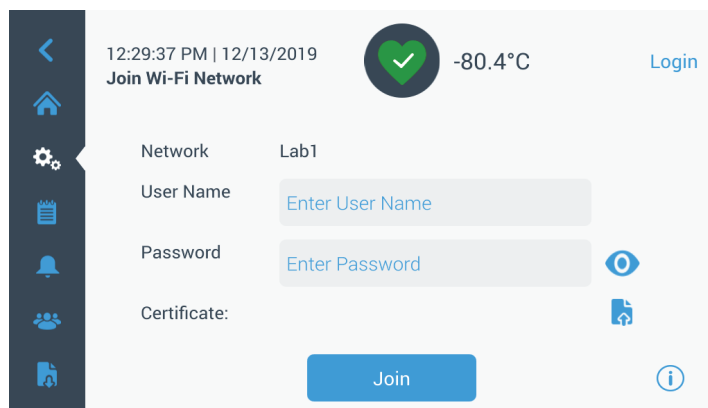 12:29:37 PM | 12/13/2019
Join Wi-Fi Network
-80.4°C
Login
Network Lab1
User Name Enter User Name
Password Enter Password
Certificate:
Join